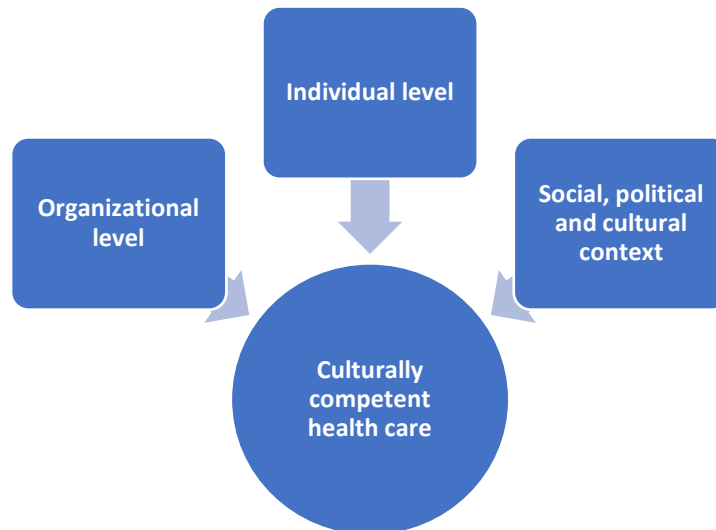 Individual level
Organizational
level
Social, political
and cultural
context
Culturally
competent
health care